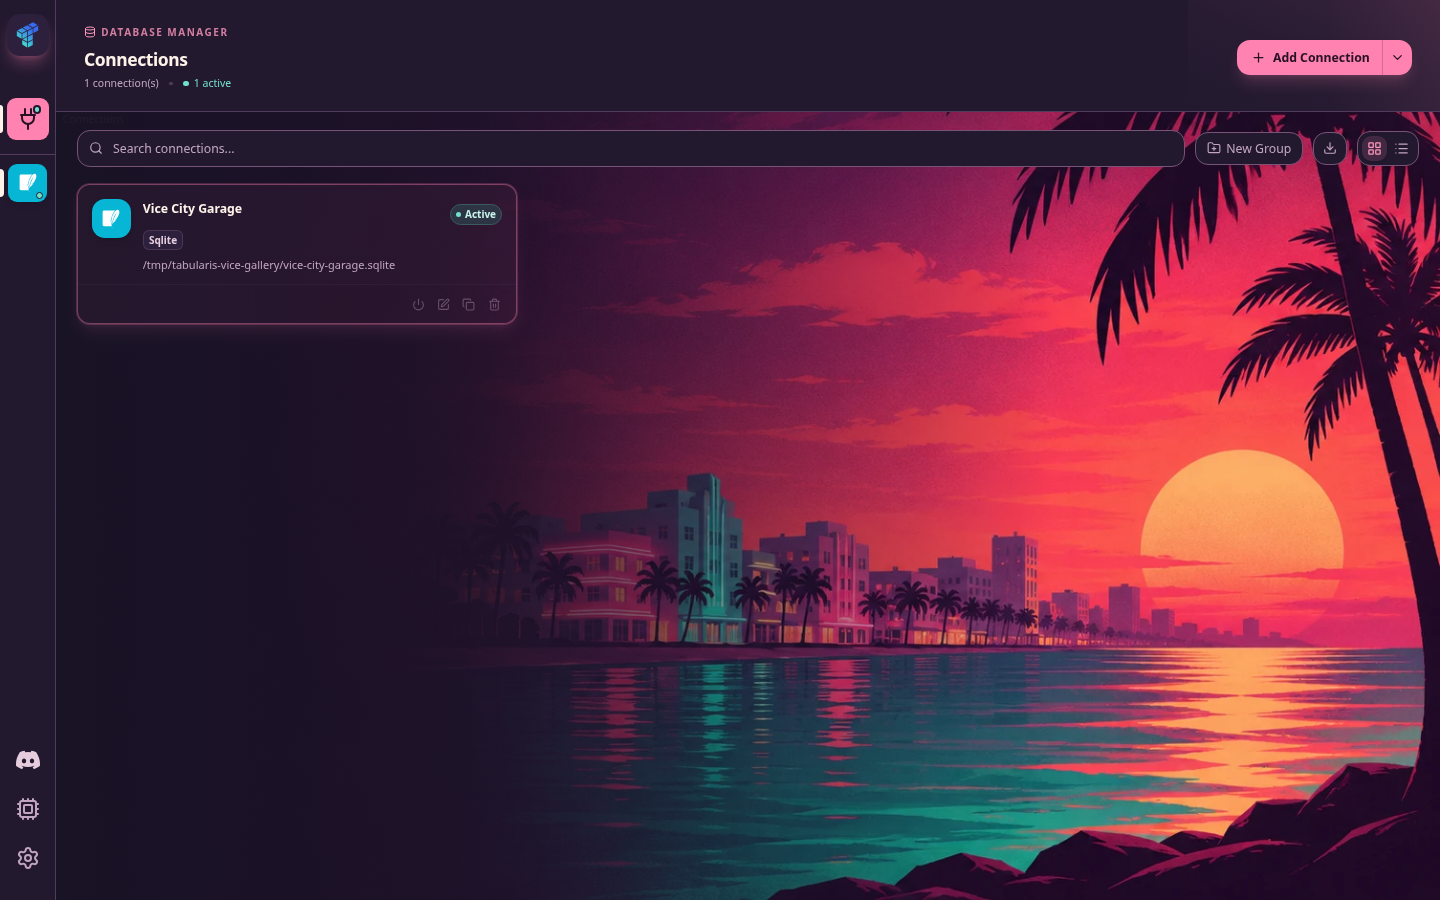 DATABASE MANAGER
Connections
1 connection(s) • 1 active
Add Connection
Connections
Search connections...
New Group
Vice City Garage
Active
Sqlite
/tmp/tabularis-vice-gallery/vice-city-garage.sqlite